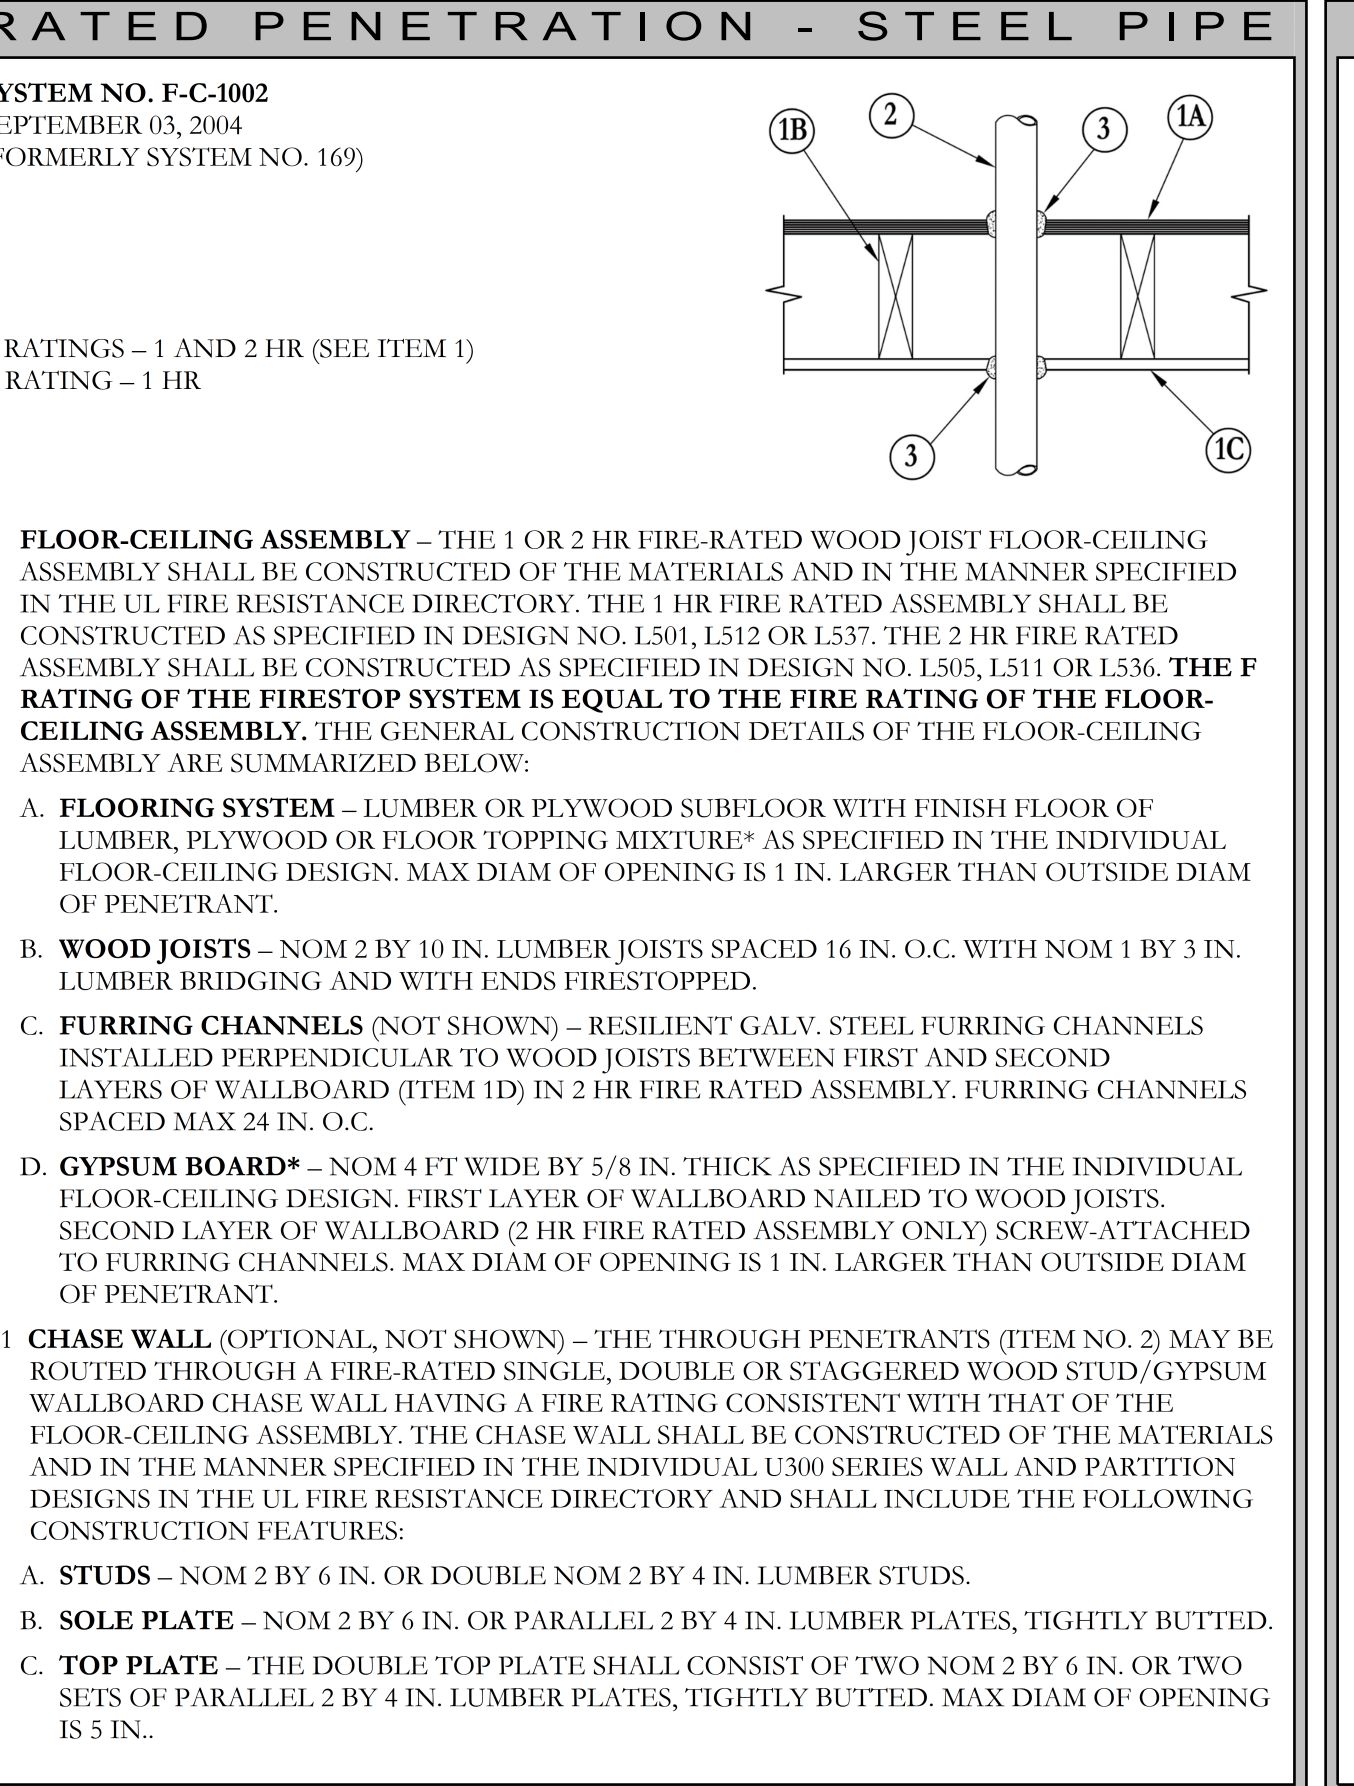 RATED PENETRATION - STEEL PIPE
YSTEM NO. F-C-1002
EPTEMBER 03, 2004
FORMERLY SYSTEM NO. 169)
1B
2
3
1A
RATINGS – 1 AND 2 HR (SEE ITEM 1)
RATING – 1 HR
3
1C
FLOOR-CEILING ASSEMBLY – THE 1 OR 2 HR FIRE-RATED WOOD JOIST FLOOR-CEILING
ASSEMBLY SHALL BE CONSTRUCTED OF THE MATERIALS AND IN THE MANNER SPECIFIED
IN THE UL FIRE RESISTANCE DIRECTORY. THE 1 HR FIRE RATED ASSEMBLY SHALL BE
CONSTRUCTED AS SPECIFIED IN DESIGN NO. L501, L512 OR L537. THE 2 HR FIRE RATED
ASSEMBLY SHALL BE CONSTRUCTED AS SPECIFIED IN DESIGN NO. L505, L511 OR L536. THE F
RATING OF THE FIRESTOP SYSTEM IS EQUAL TO THE FIRE RATING OF THE FLOOR-
CEILING ASSEMBLY. THE GENERAL CONSTRUCTION DETAILS OF THE FLOOR-CEILING
ASSEMBLY ARE SUMMARIZED BELOW:
A. FLOORING SYSTEM – LUMBER OR PLYWOOD SUBFLOOR WITH FINISH FLOOR OF
LUMBER, PLYWOOD OR FLOOR TOPPING MIXTURE* AS SPECIFIED IN THE INDIVIDUAL
FLOOR-CEILING DESIGN. MAX DIAM OF OPENING IS 1 IN. LARGER THAN OUTSIDE DIAM
OF PENETRANT.
B. WOOD JOISTS – NOM 2 BY 10 IN. LUMBER JOISTS SPACED 16 IN. O.C. WITH NOM 1 BY 3 IN.
LUMBER BRIDGING AND WITH ENDS FIRESTOPPED.
C. FURRING CHANNELS (NOT SHOWN) – RESILIENT GALV. STEEL FURRING CHANNELS
INSTALLED PERPENDICULAR TO WOOD JOISTS BETWEEN FIRST AND SECOND
LAYERS OF WALLBOARD (ITEM 1D) IN 2 HR FIRE RATED ASSEMBLY. FURRING CHANNELS
SPACED MAX 24 IN. O.C.
D. GYPSUM BOARD* – NOM 4 FT WIDE BY 5/8 IN. THICK AS SPECIFIED IN THE INDIVIDUAL
FLOOR-CEILING DESIGN. FIRST LAYER OF WALLBOARD NAILED TO WOOD JOISTS.
SECOND LAYER OF WALLBOARD (2 HR FIRE RATED ASSEMBLY ONLY) SCREW-ATTACHED
TO FURRING CHANNELS. MAX DIAM OF OPENING IS 1 IN. LARGER THAN OUTSIDE DIAM
OF PENETRANT.
1 CHASE WALL (OPTIONAL, NOT SHOWN) – THE THROUGH PENETRANTS (ITEM NO. 2) MAY BE
ROUTED THROUGH A FIRE-RATED SINGLE, DOUBLE OR STAGGERED WOOD STUD/GYPSUM
WALLBOARD CHASE WALL HAVING A FIRE RATING CONSISTENT WITH THAT OF THE
FLOOR-CEILING ASSEMBLY. THE CHASE WALL SHALL BE CONSTRUCTED OF THE MATERIALS
AND IN THE MANNER SPECIFIED IN THE INDIVIDUAL U300 SERIES WALL AND PARTITION
DESIGNS IN THE UL FIRE RESISTANCE DIRECTORY AND SHALL INCLUDE THE FOLLOWING
CONSTRUCTION FEATURES:
A. STUDS – NOM 2 BY 6 IN. OR DOUBLE NOM 2 BY 4 IN. LUMBER STUDS.
B. SOLE PLATE – NOM 2 BY 6 IN. OR PARALLEL 2 BY 4 IN. LUMBER PLATES, TIGHTLY BUTTED.
C. TOP PLATE – THE DOUBLE TOP PLATE SHALL CONSIST OF TWO NOM 2 BY 6 IN. OR TWO
SETS OF PARALLEL 2 BY 4 IN. LUMBER PLATES, TIGHTLY BUTTED. MAX DIAM OF OPENING
IS 5 IN..